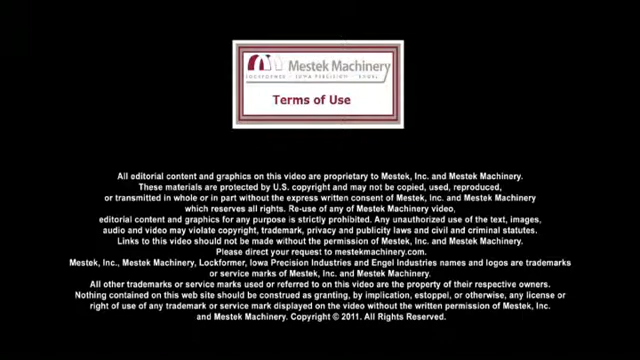 Mestek Machinery
LOCKFORMER · IOWA PRECISION · ENGEL
Terms of Use
All editorial content and graphics on this video are proprietary to Mestek, Inc. and Mestek Machinery.
These materials are protected by U.S. copyright and may not be copied, used, reproduced,
or transmitted in whole or in part without the express written consent of Mestek, Inc. and Mestek Machinery
which reserves all rights. Re-use of any of Mestek Machinery video,
editorial content and graphics for any purpose is strictly prohibited. Any unauthorized use of the text, images,
audio and video may violate copyright, trademark, privacy and publicity laws and civil and criminal statutes.
Links to this video should not be made without the permission of Mestek, Inc. and Mestek Machinery.
Please direct your request to mestekmachinery.com.
Mestek, Inc., Mestek Machinery, Lockformer, Iowa Precision Industries and Engel Industries names and logos are trademarks
or service marks of Mestek, Inc. and Mestek Machinery.
All other trademarks or service marks used or referred to on this video are the property of their respective owners.
Nothing contained on this web site should be construed as granting, by implication, estoppel, or otherwise, any license or
right of use of any trademark or service mark displayed on the video without the written permission of Mestek, Inc.
and Mestek Machinery. Copyright © 2011. All Rights Reserved.